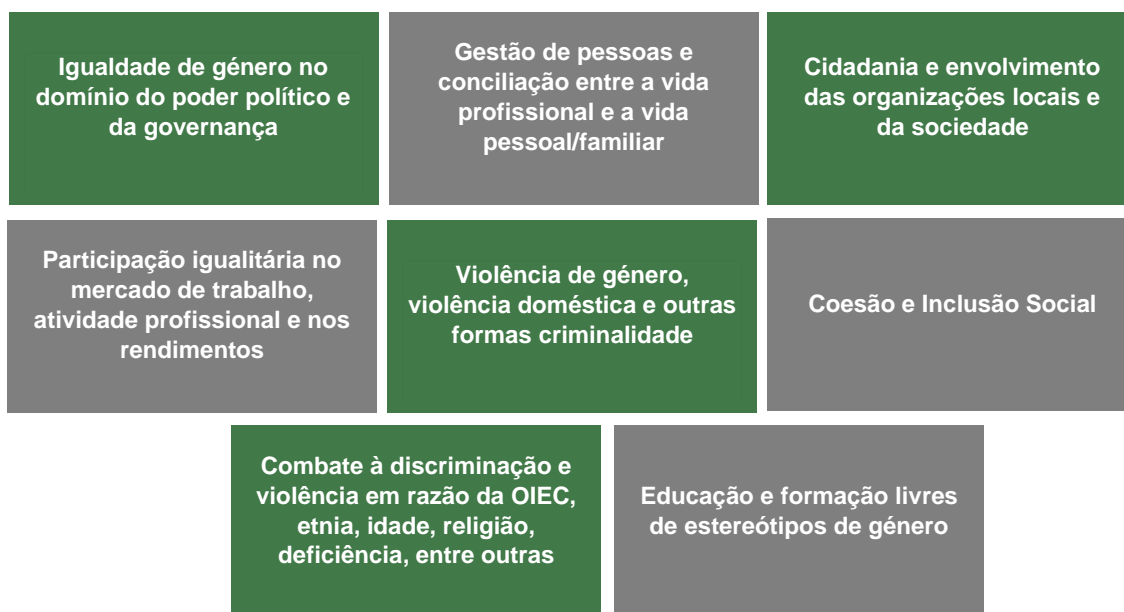 Igualdade de género no
domínio do poder político e
da governança
Gestão de pessoas e
conciliação entre a vida
profissional e a vida
pessoal/familiar
Cidadania e envolvimento
das organizações locais e
da sociedade
Participação igualitária no
mercado de trabalho,
atividade profissional e nos
rendimentos
Violência de género,
violência doméstica e outras
formas criminalidade
Coesão e Inclusão Social
Combate à discriminação e
violência em razão da OIEC,
etnia, idade, religião,
deficiência, entre outras
Educação e formação livres
de estereótipos de género